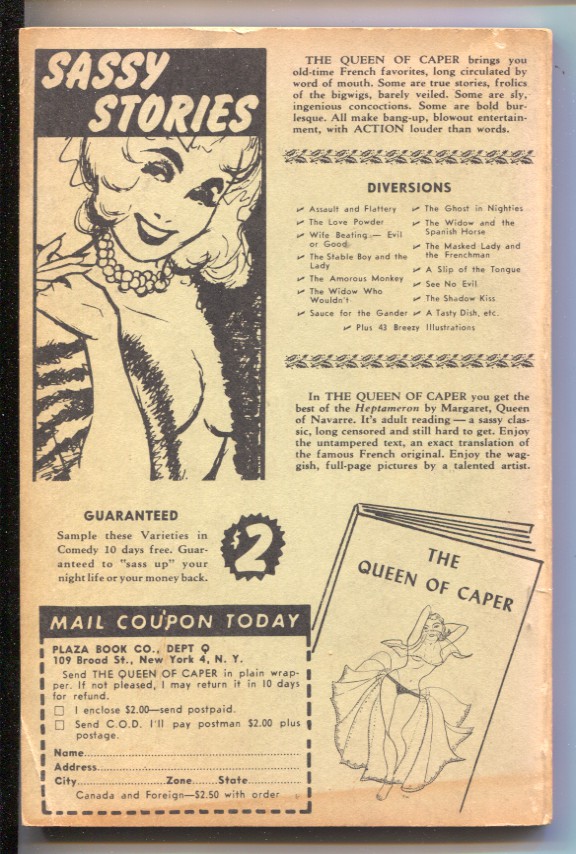 SASSY
STORIES
THE QUEEN OF CAPER brings you
old-time French favorites, long circulated by
word of mouth. Some are true stories, frolics
of the bigwigs, barely veiled. Some are sly,
ingenious concoctions. Some are bold bur-
lesque. All make bang-up, blowout entertain-
ment, with ACTION louder than words.
DIVERSIONS
Assault and Flattery
The Love Powder
Wife Beating — Evil
or Good
The Stable Boy and the
Lady
The Amorous Monkey
The Widow Who
Wouldn't
Sauce for the Gander
The Ghost in Nighties
The Widow and the
Spanish Horse
The Masked Lady and
the Frenchman
A Slip of the Tongue
See No Evil
The Shadow Kiss
A Tasty Dish, etc.
Plus 43 Breezy Illustrations
In THE QUEEN OF CAPER you get the
best of the Heptameron by Margaret, Queen
of Navarre. It's adult reading — a sassy clas-
sic, long censored and still hard to get. Enjoy
the untampered text, an exact translation of
the famous French original. Enjoy the wag-
gish, full-page pictures by a talented artist.
GUARANTEED
Sample these Varieties in
Comedy 10 days free. Guar-
anteed to "sass up" your
night life or your money back.
$2
MAIL COUPON TODAY
PLAZA BOOK CO., DEPT Q
109 Broad St., New York 4, N. Y.
Send THE QUEEN OF CAPER in plain wrap-
per. If not pleased, I may return it in 10 days
for refund.
I enclose $2.00—send postpaid.
Send C.O.D. I'll pay postman $2.00 plus
postage.
Name
Address
City Zone State
Canada and Foreign—$2.50 with order
THE
QUEEN OF CAPER